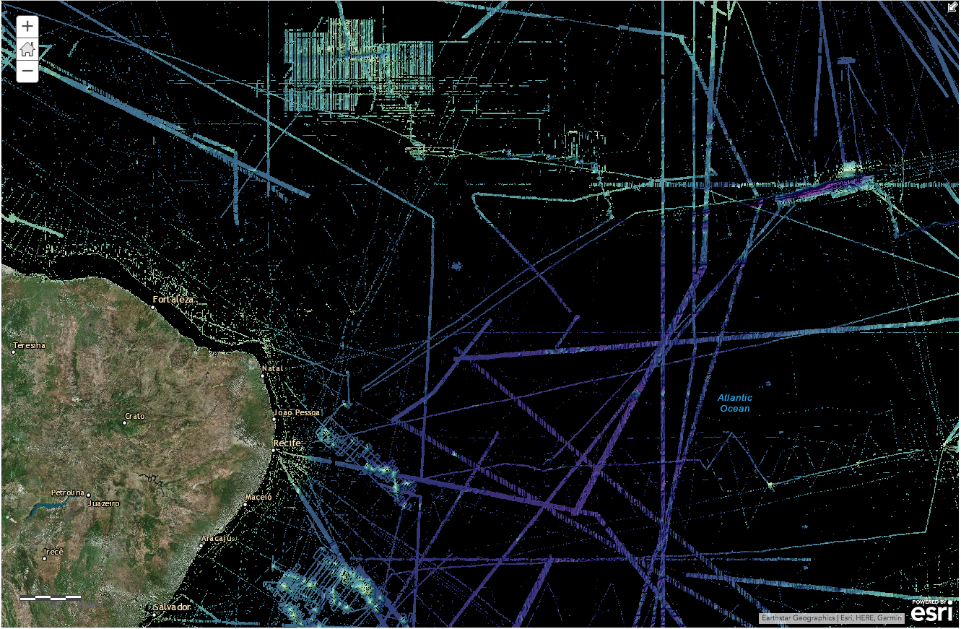 +
−
Fortaleza
Teresina
Natal
Crato
João Pessoa
Recife
Petrolina
Juazeiro
Maceió
Aracaju
Irecê
Salvador
Atlantic
Ocean
Earthstar Geographics | Esri, HERE, Garmin
POWERED BY
esri